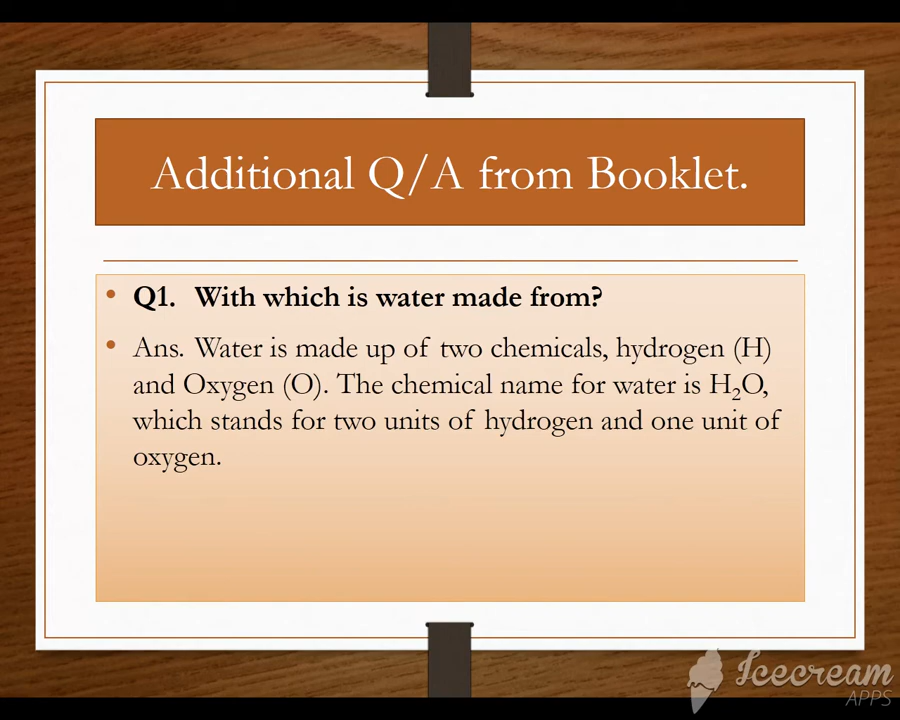 Additional Q/A from Booklet.
• Q1. With which is water made from?
• Ans. Water is made up of two chemicals, hydrogen (H)
and Oxygen (O). The chemical name for water is H₂O,
which stands for two units of hydrogen and one unit of
oxygen.
Icecream
APPS